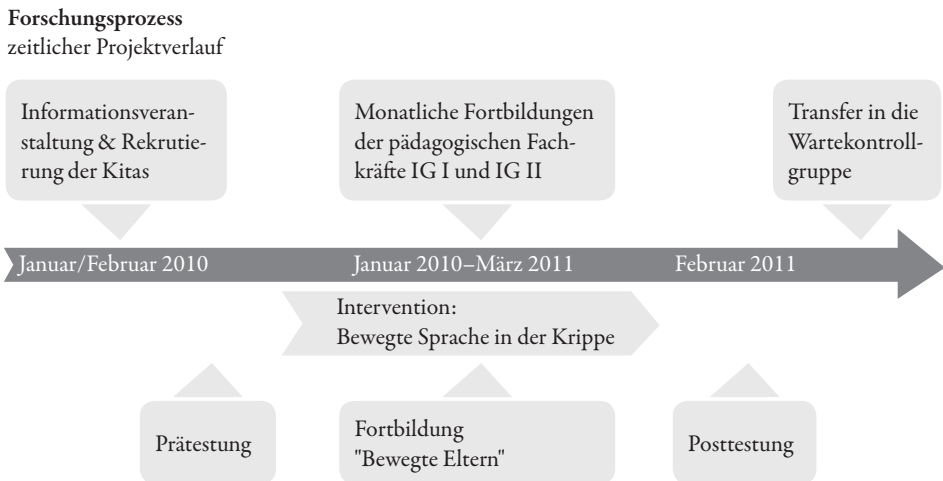 Forschungsprozess
zeitlicher Projektverlauf
Informationsveran-
staltung & Rekrutie-
rung der Kitas
Monatliche Fortbildungen
der pädagogischen Fach-
kräfte IG I und IG II
Transfer in die
Wartekontroll-
gruppe
Januar/Februar 2010
Januar 2010–März 2011
Februar 2011
Intervention:
Bewegte Sprache in der Krippe
Prätestung
Fortbildung
"Bewegte Eltern"
Posttestung